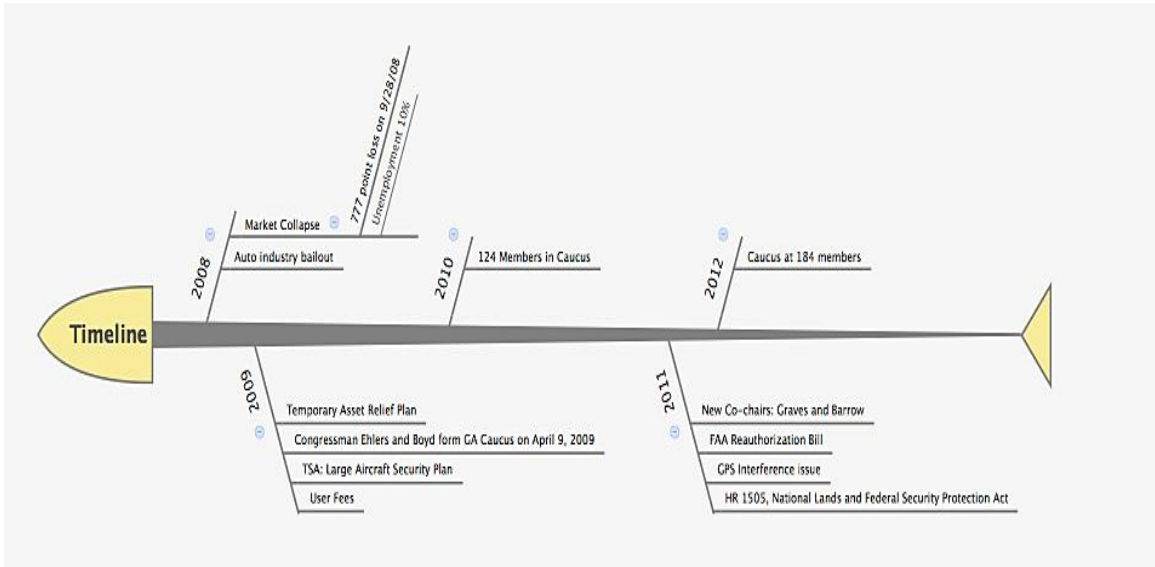 Timeline
2008
Market Collapse
777 point loss on 9/28/08
Unemployment 10%
Auto industry bailout
2009
Temporary Asset Relief Plan
Congressman Ehlers and Boyd form GA Caucus on April 9, 2009
TSA: Large Aircraft Security Plan
User Fees
2010
124 Members in Caucus
2011
New Co-chairs: Graves and Barrow
FAA Reauthorization Bill
GPS Interference issue
HR 1505, National Lands and Federal Security Protection Act
2012
Caucus at 184 members